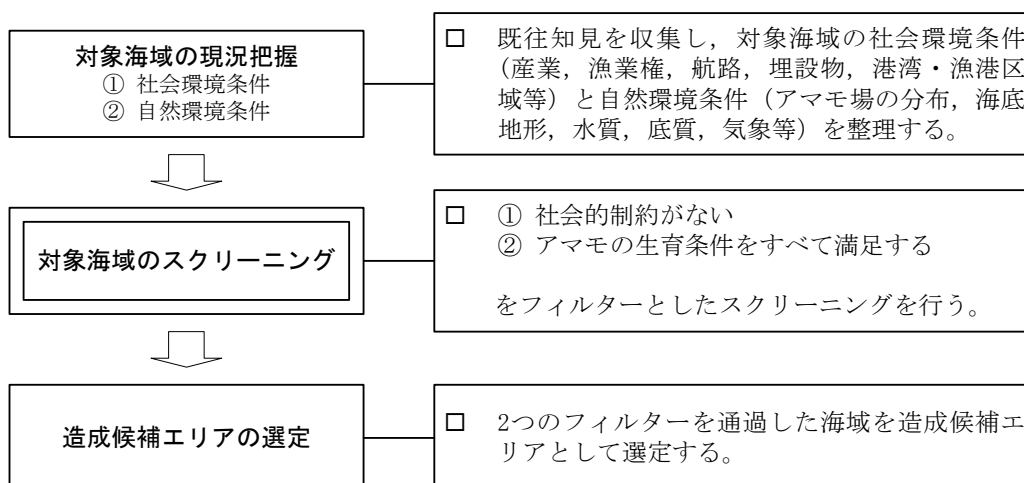 対象海域の現況把握
① 社会環境条件
② 自然環境条件
□ 既往知見を収集し，対象海域の社会環境条件
（産業，漁業権，航路，埋設物，港湾・漁港区
域等）と自然環境条件（アマモ場の分布，海底
地形，水質，底質，気象等）を整理する。
対象海域のスクリーニング
□ ① 社会的制約がない
② アマモの生育条件をすべて満足する
をフィルターとしたスクリーニングを行う。
造成候補エリアの選定
□ 2つのフィルターを通過した海域を造成候補エ
リアとして選定する。